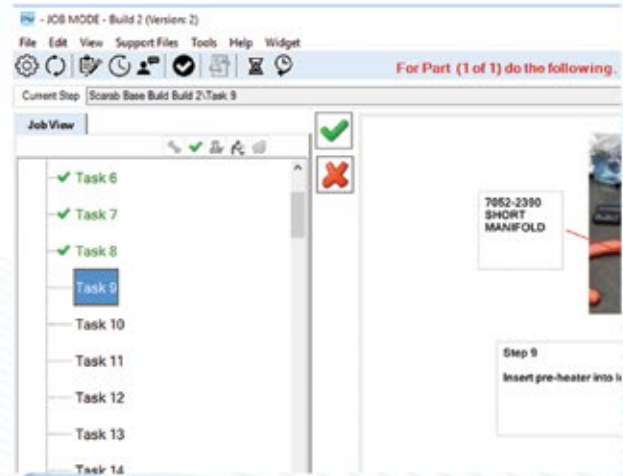 - JOB MODE - Build 2 (Version: 2)
File Edit View Support Files Tools Help Widget
For Part (1 of 1) do the following.
Current Step Scarab Base Build Build 2\Task 9
Job View
Task 6
Task 7
Task 8
Task 9
Task 10
Task 11
Task 12
Task 13
Task 14
7052-2390
SHORT
MANIFOLD
Step 9
Insert pre-heater into